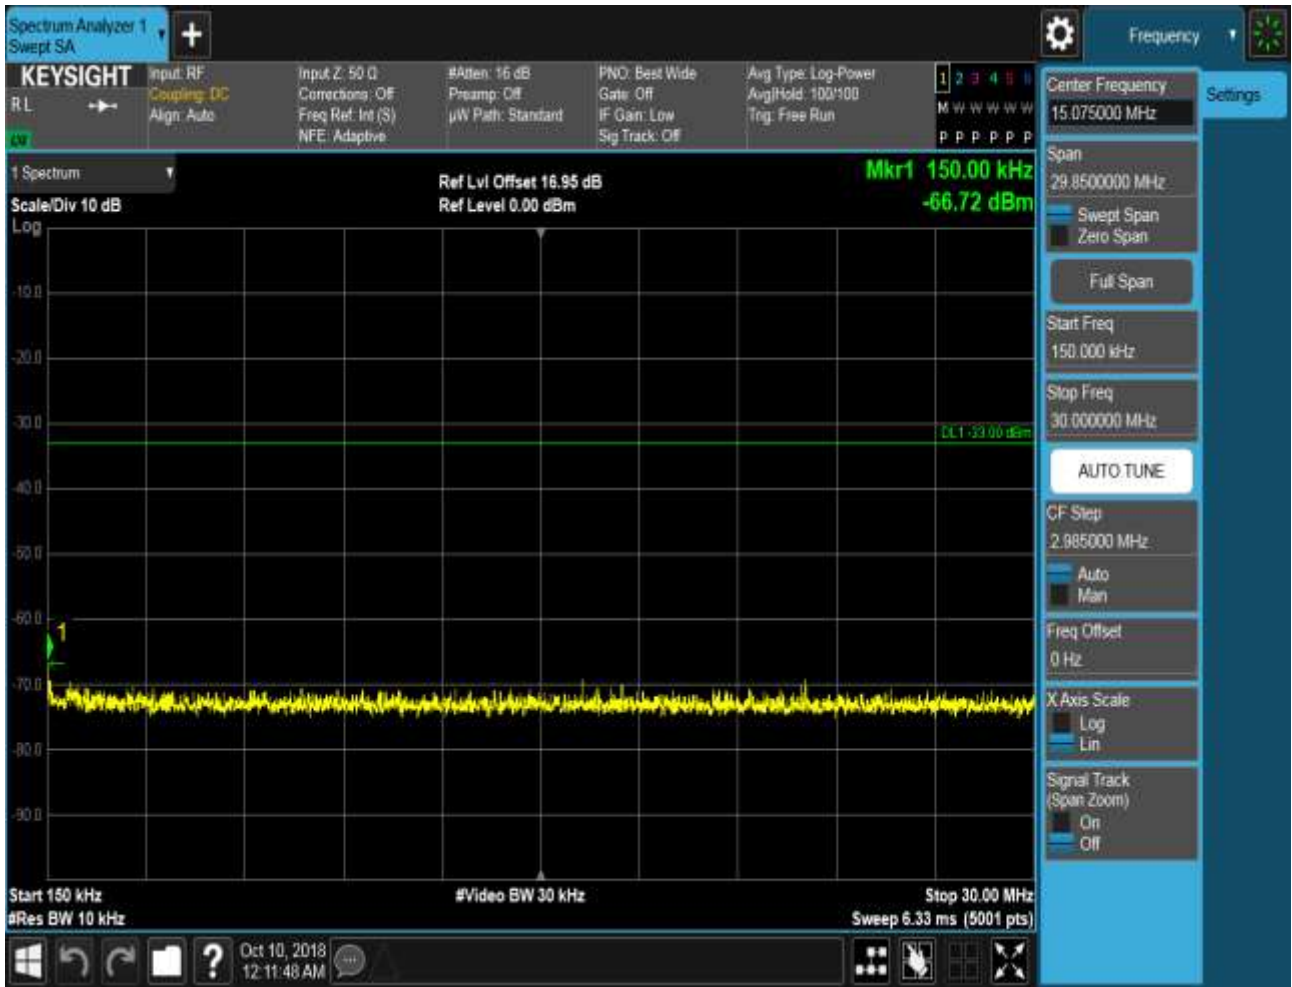 Spectrum Analyzer 1
Swept SA
Frequency
KEYSIGHT
R L
Input: RF
Coupling: DC
Align: Auto
Input Z: 50 Ω
Corrections: Off
Freq Ref: Int (S)
NFE: Adaptive
#Atten: 16 dB
Preamp: Off
µW Path: Standard
PNO: Best Wide
Gate: Off
IF Gain: Low
Sig Track: Off
Avg Type: Log-Power
Avg|Hold: 100/100
Trig: Free Run
1 2 3 4 5 6
M W W W W W
P P P P P P
1 Spectrum
Scale/Div 10 dB
Ref Lvl Offset 16.95 dB
Ref Level 0.00 dBm
Mkr1 150.00 kHz
-66.72 dBm
Log
-10.0
-20.0
-30.0
DL1 -33.00 dBm
-40.0
-50.0
-60.0
1
-70.0
-80.0
-90.0
Start 150 kHz
#Video BW 30 kHz
Stop 30.00 MHz
#Res BW 10 kHz
Sweep 6.33 ms (5001 pts)
Center Frequency
15.075000 MHz
Settings
Span
29.8500000 MHz
Swept Span
Zero Span
Full Span
Start Freq
150.000 kHz
Stop Freq
30.000000 MHz
AUTO TUNE
CF Step
2.985000 MHz
Auto
Man
Freq Offset
0 Hz
X Axis Scale
Log
Lin
Signal Track
(Span Zoom)
On
Off
?
Oct 10, 2018
12:11:48 AM